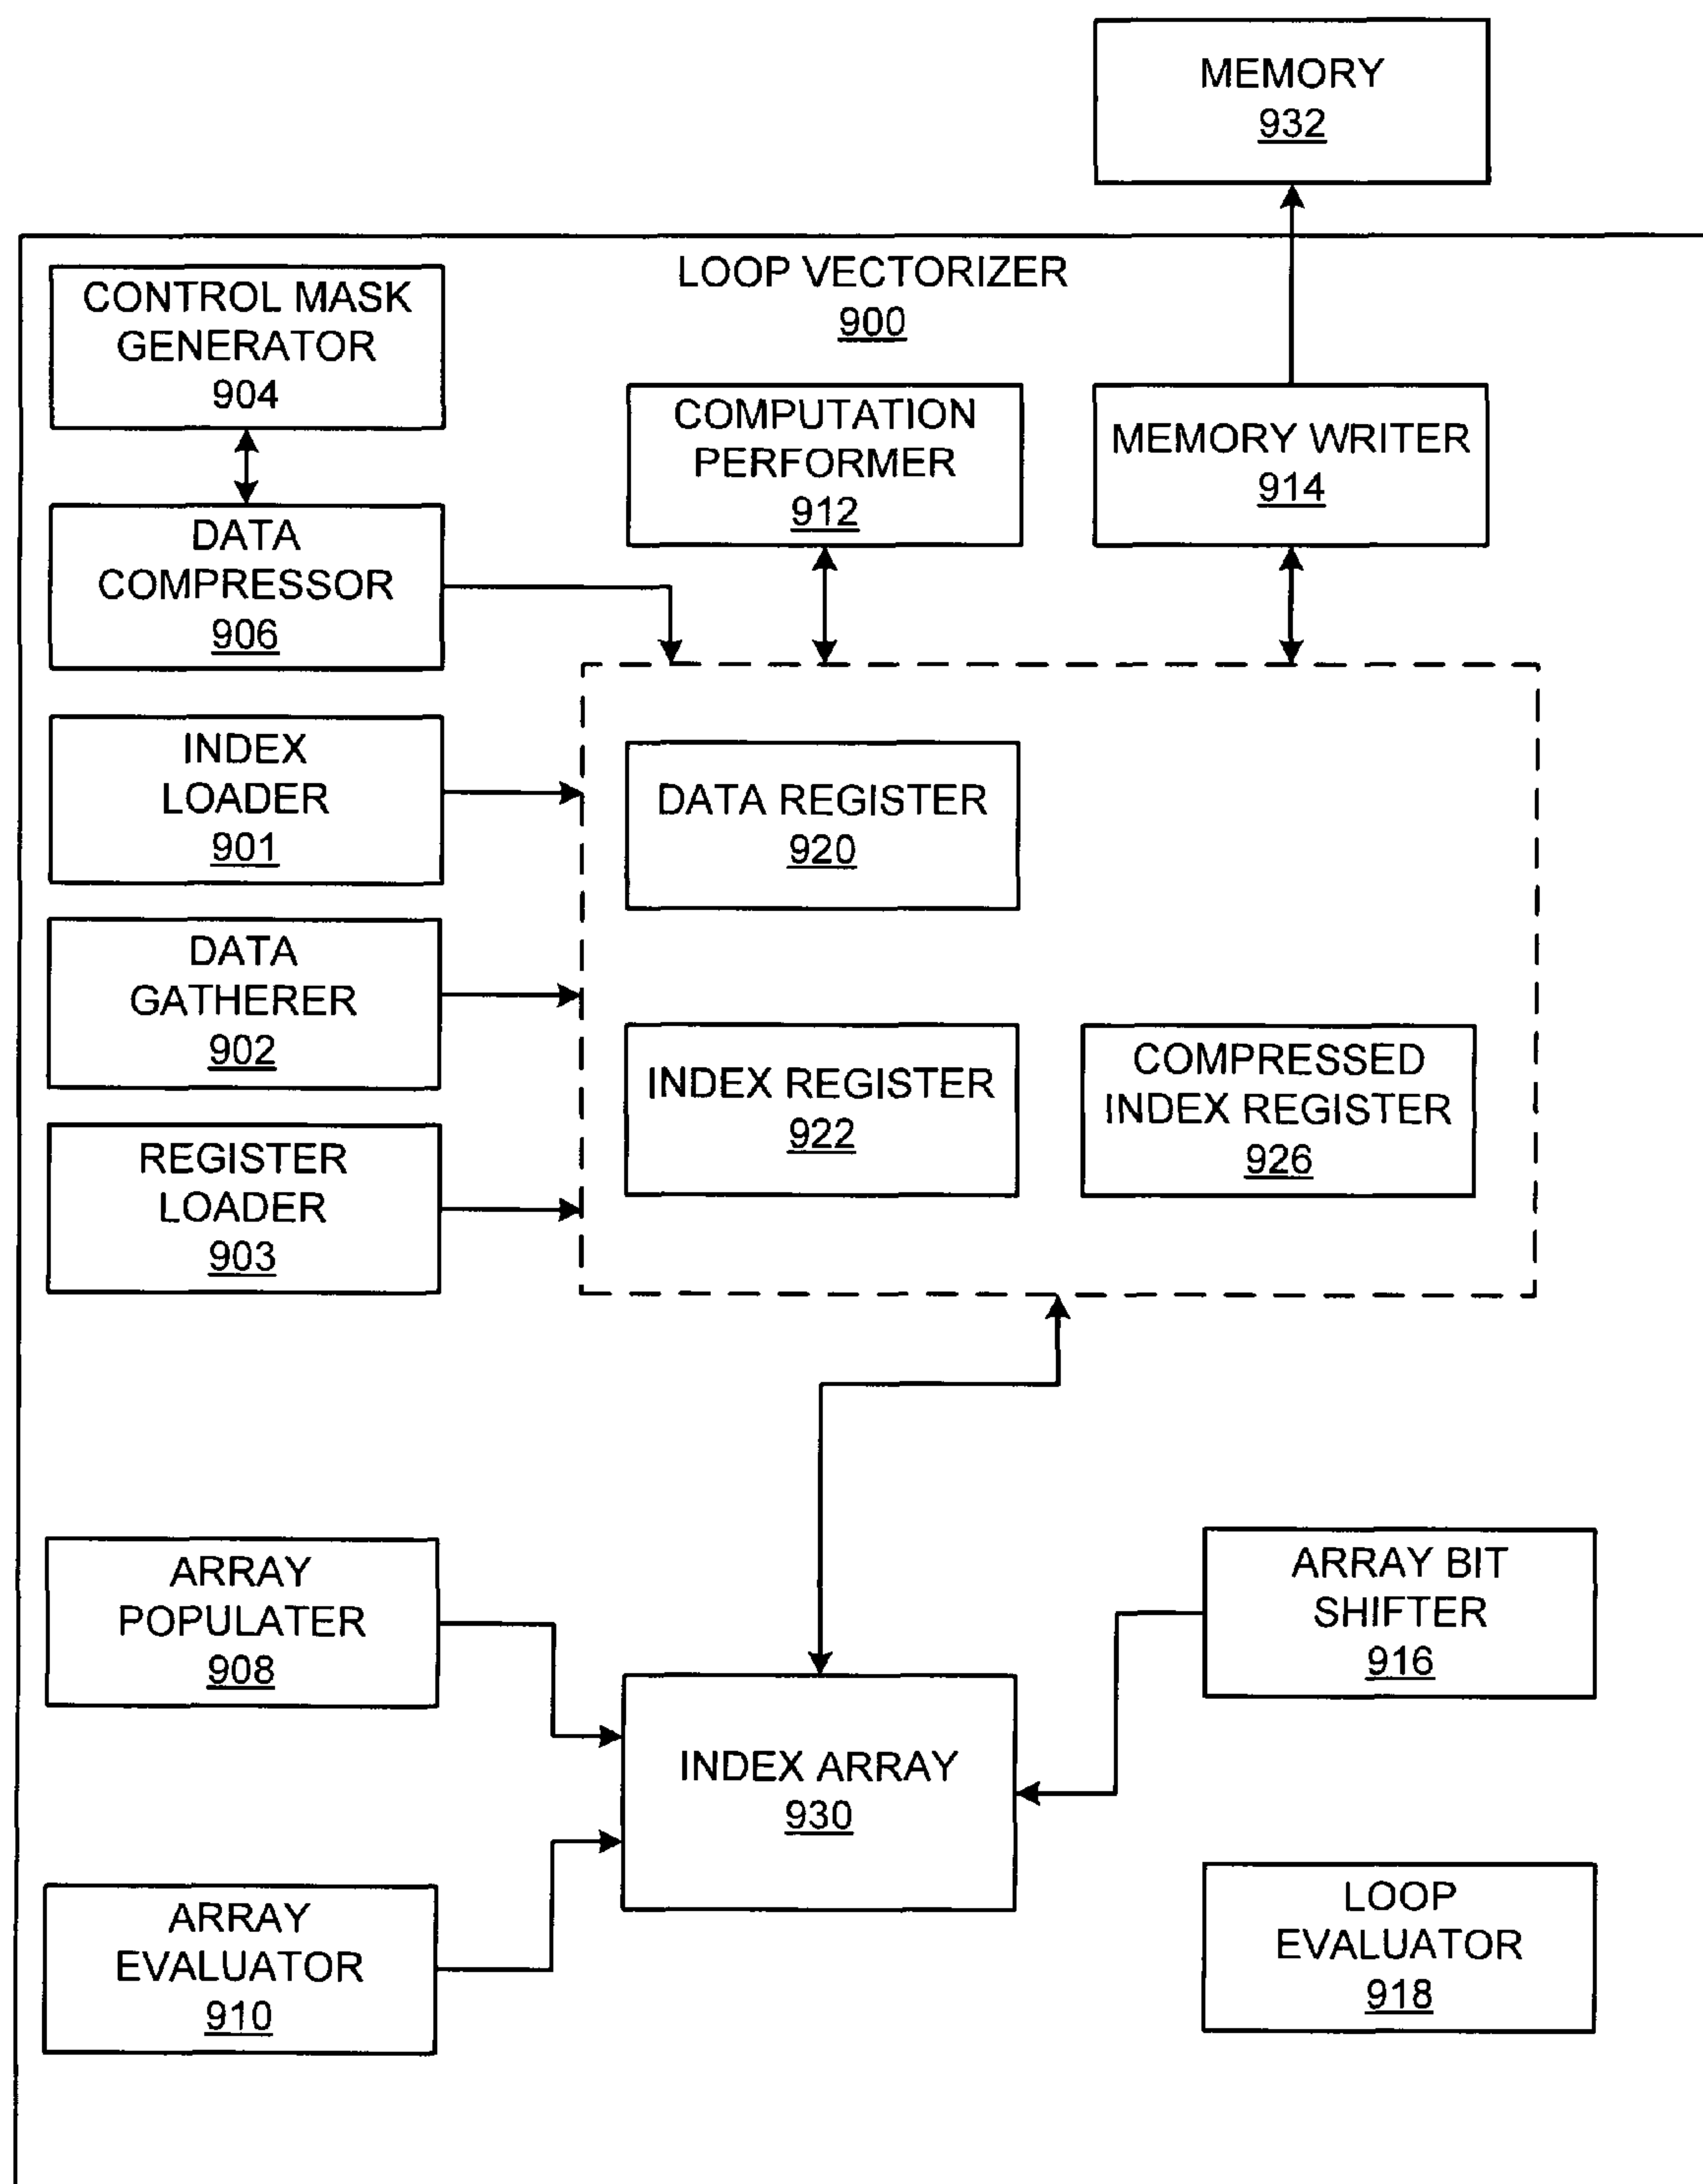 MEMORY
932
LOOP VECTORIZER
900
CONTROL MASK
GENERATOR
904
COMPUTATION
PERFORMER
912
MEMORY WRITER
914
DATA
COMPRESSOR
906
INDEX
LOADER
901
DATA REGISTER
920
DATA
GATHERER
902
INDEX REGISTER
922
COMPRESSED
INDEX REGISTER
926
REGISTER
LOADER
903
ARRAY
POPULATER
908
ARRAY BIT
SHIFTER
916
INDEX ARRAY
930
ARRAY
EVALUATOR
910
LOOP
EVALUATOR
918